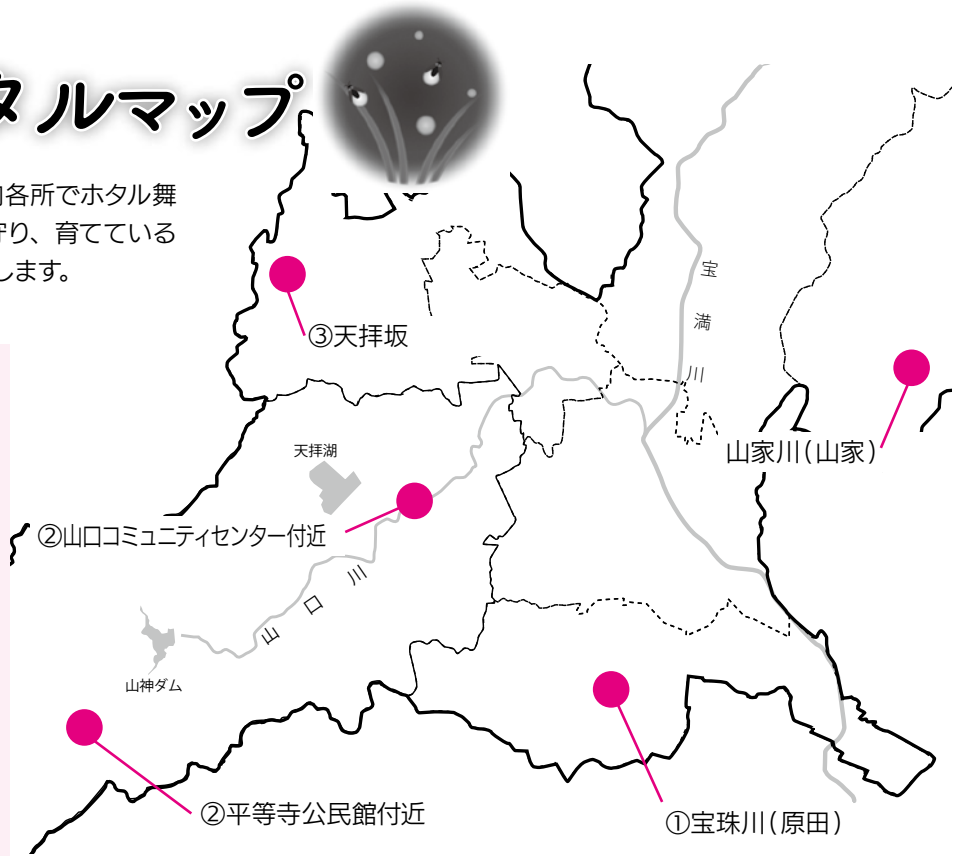 タルマップ
内各所でホタル舞
守り、育てている
します。
宝満川
③天拝坂
山家川(山家)
天拝湖
②山口コミュニティセンター付近
山口川
山神ダム
②平等寺公民館付近
①宝珠川(原田)